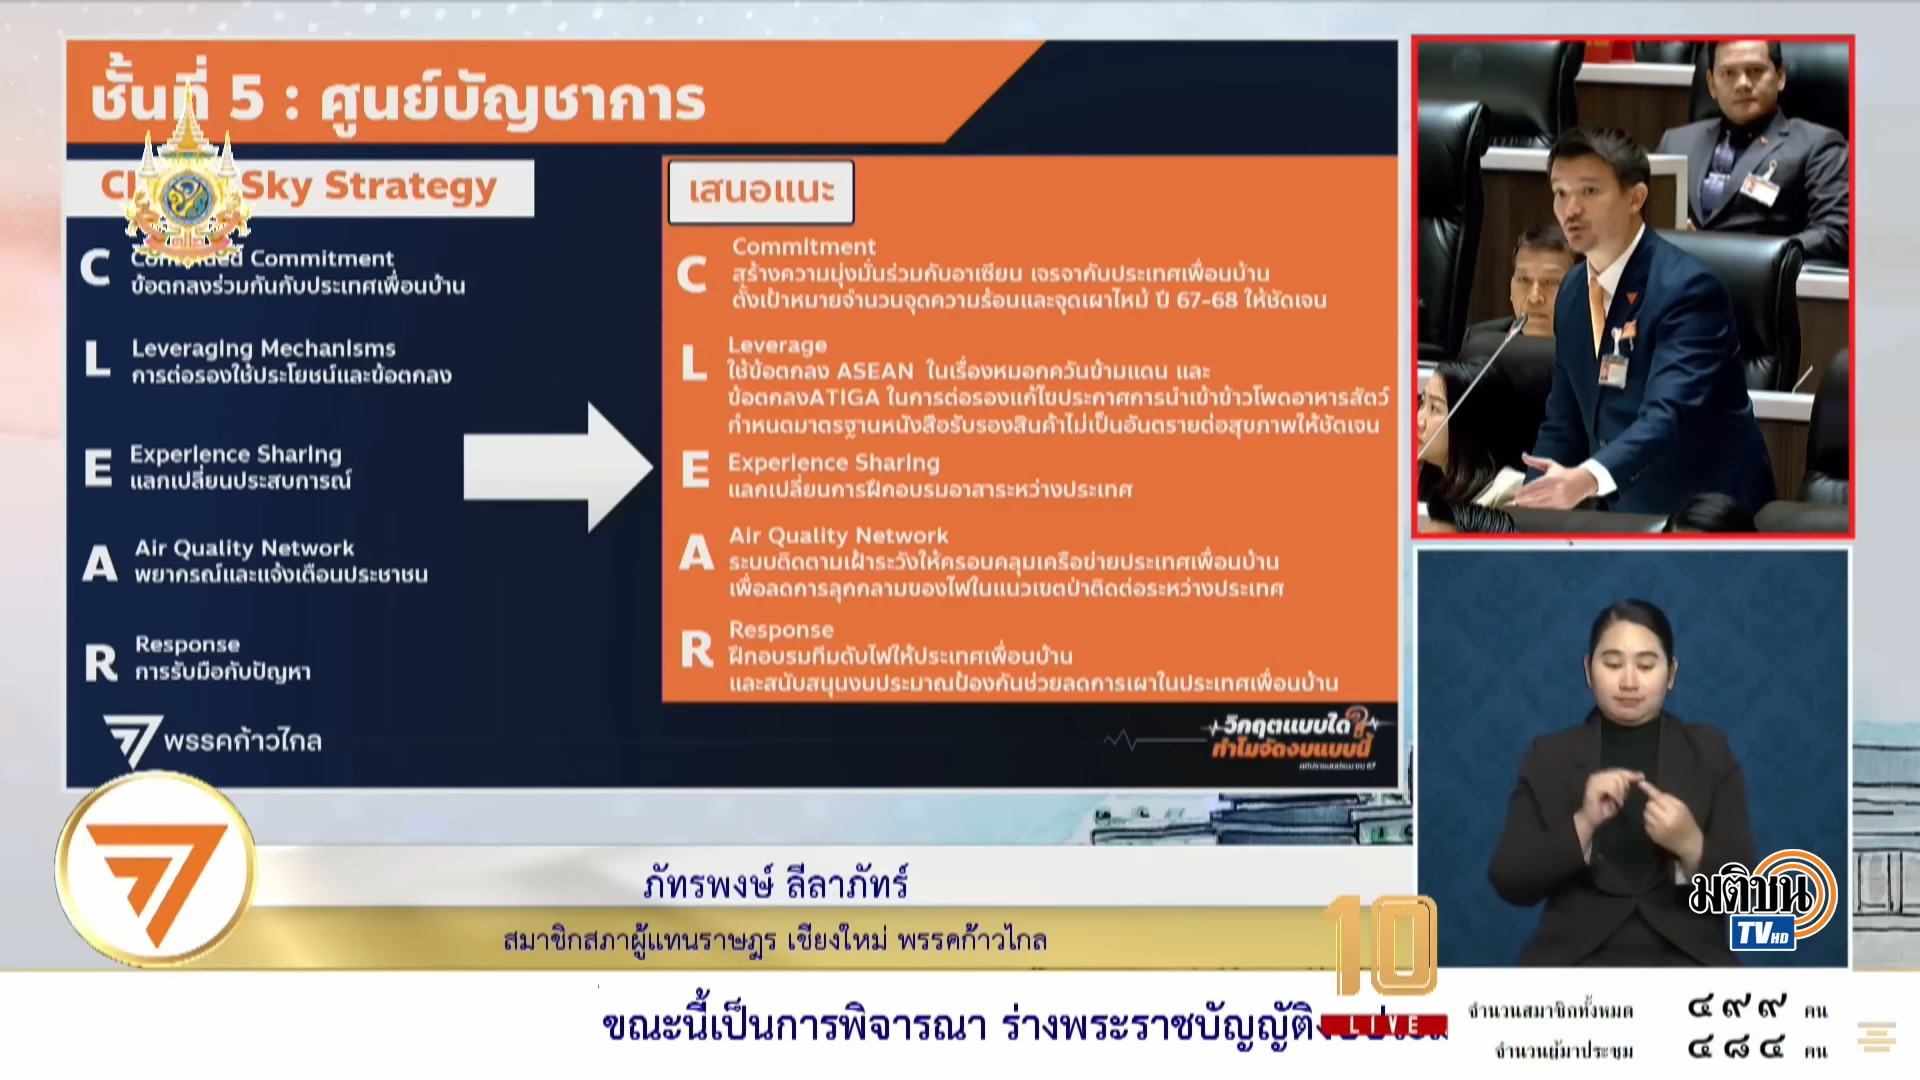 ชั้นที่ 5 : ศูนย์บัญชาการ
Sky Strategy
C
Commitment
ข้อตกลงร่วมกันกับประเทศเพื่อนบ้าน
L
Leveraging Mechanisms
การต่อรองใช้ประโยชน์และข้อตกลง
E
Experience Sharing
แลกเปลี่ยนประสบการณ์
A
Air Quality Network
พยากรณ์และแจ้งเตือนประชาชน
R
Response
การรับมือกับปัญหา
พรรคก้าวไกล
เสนอแนะ
C
Commitment
สร้างความมุ่งมั่นร่วมกับอาเซียน เจรจากับประเทศเพื่อนบ้าน
ตั้งเป้าหมายจำนวนจุดความร้อนและจุดเผาไหม้ ปี 67-68 ให้ชัดเจน
L
Leverage
ใช้ข้อตกลง ASEAN ในเรื่องหมอกควันข้ามแดน และ
ข้อตกลงATIGA ในการต่อรองแก้ไขประกาศการนำเข้าข้าวโพดอาหารสัตว์
กำหนดมาตรฐานหนังสือรับรองสินค้าไม่เป็นอันตรายต่อสุขภาพให้ชัดเจน
E
Experience Sharing
แลกเปลี่ยนการฝึกอบรมอาสาระหว่างประเทศ
A
Air Quality Network
ระบบติดตามเฝ้าระวังให้ครอบคลุมเครือข่ายประเทศเพื่อนบ้าน
เพื่อลดการลุกลามของไฟในแนวเขตป่าติดต่อระหว่างประเทศ
R
Response
ฝึกอบรมทีมดับไฟให้ประเทศเพื่อนบ้าน
และสนับสนุนงบประมาณป้องกันช่วยลดการเผาในประเทศเพื่อนบ้าน
วิกฤตแบบใด ?
ทำไมจัดงบแบบนี้
ภัทรพงษ์ ลีลาภัทร์
สมาชิกสภาผู้แทนราษฎร เชียงใหม่ พรรคก้าวไกล
10
LIVE
มติชน
TV HD
ขณะนี้เป็นการพิจารณา ร่างพระราชบัญญัติ
จำนวนสมาชิกทั้งหมด ๔๙๙ คน
จำนวนผู้มาประชุม ๔๘๔ คน